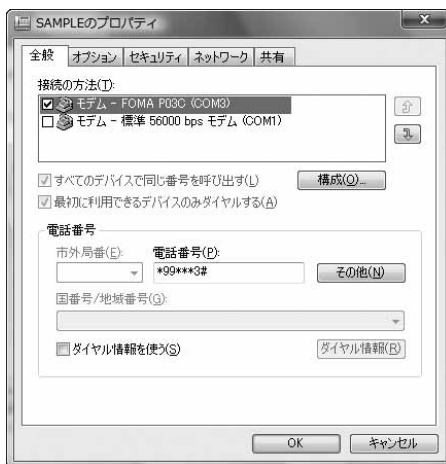 SAMPLEのプロパティ
全般 オプション セキュリティ ネットワーク 共有
接続の方法(T):
モデム - FOMA P03C (COM3)
モデム - 標準 56000 bps モデム (COM1)
すべてのデバイスで同じ番号を呼び出す(L) 構成(O)...
最初に利用できるデバイスのみダイヤルする(A)
電話番号
市外局番(E): 電話番号(P):
*99***3# その他(N)
国番号/地域番号(G):
ダイヤル情報を使う(S) ダイヤル情報(R)
OK キャンセル